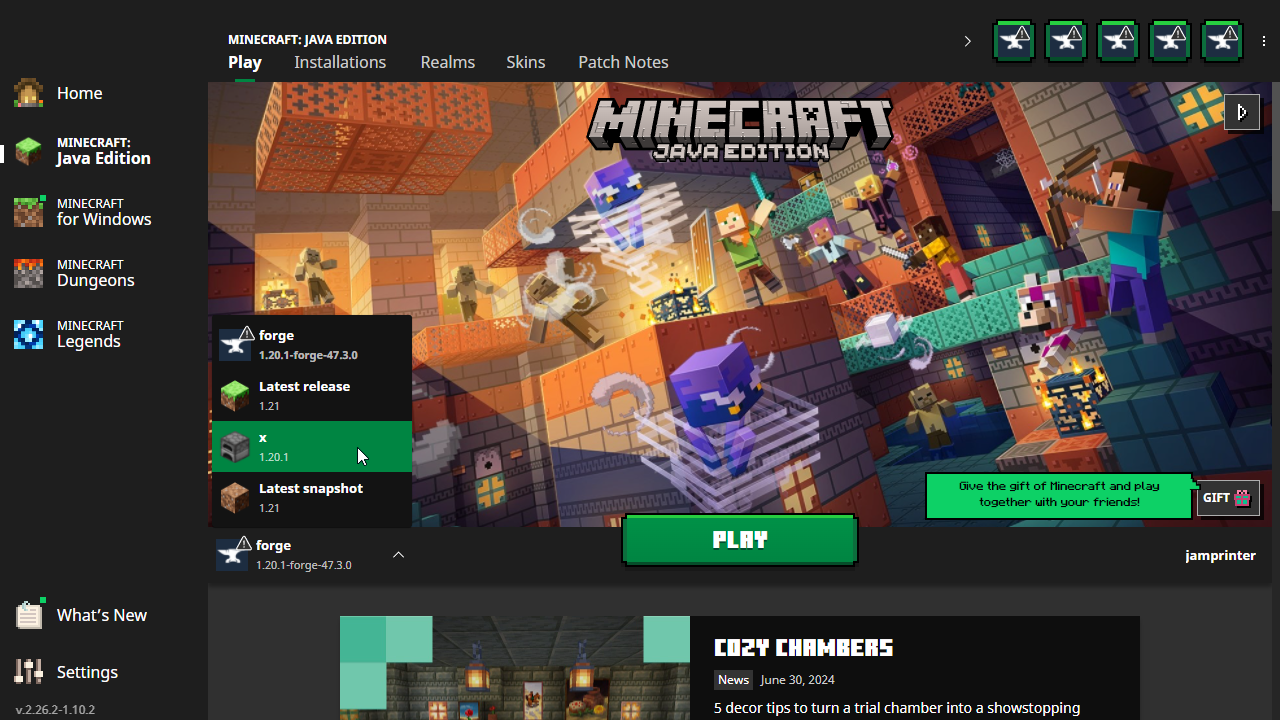 MINECRAFT: JAVA EDITION
Play
Installations
Realms
Skins
Patch Notes
Home
MINECRAFT:
Java Edition
MINECRAFT
for Windows
MINECRAFT
Dungeons
MINECRAFT
Legends
MINECRAFT
JAVA EDITION
forge
1.20.1-forge-47.3.0
Latest release
1.21
x
1.20.1
Latest snapshot
1.21
Give the gift of Minecraft and play
together with your friends!
GIFT
forge
1.20.1-forge-47.3.0
PLAY
jamprinter
What's New
Settings
v.2.26.2-1.10.2
COZY CHAMBERS
News June 30, 2024
5 decor tips to turn a trial chamber into a showstopping